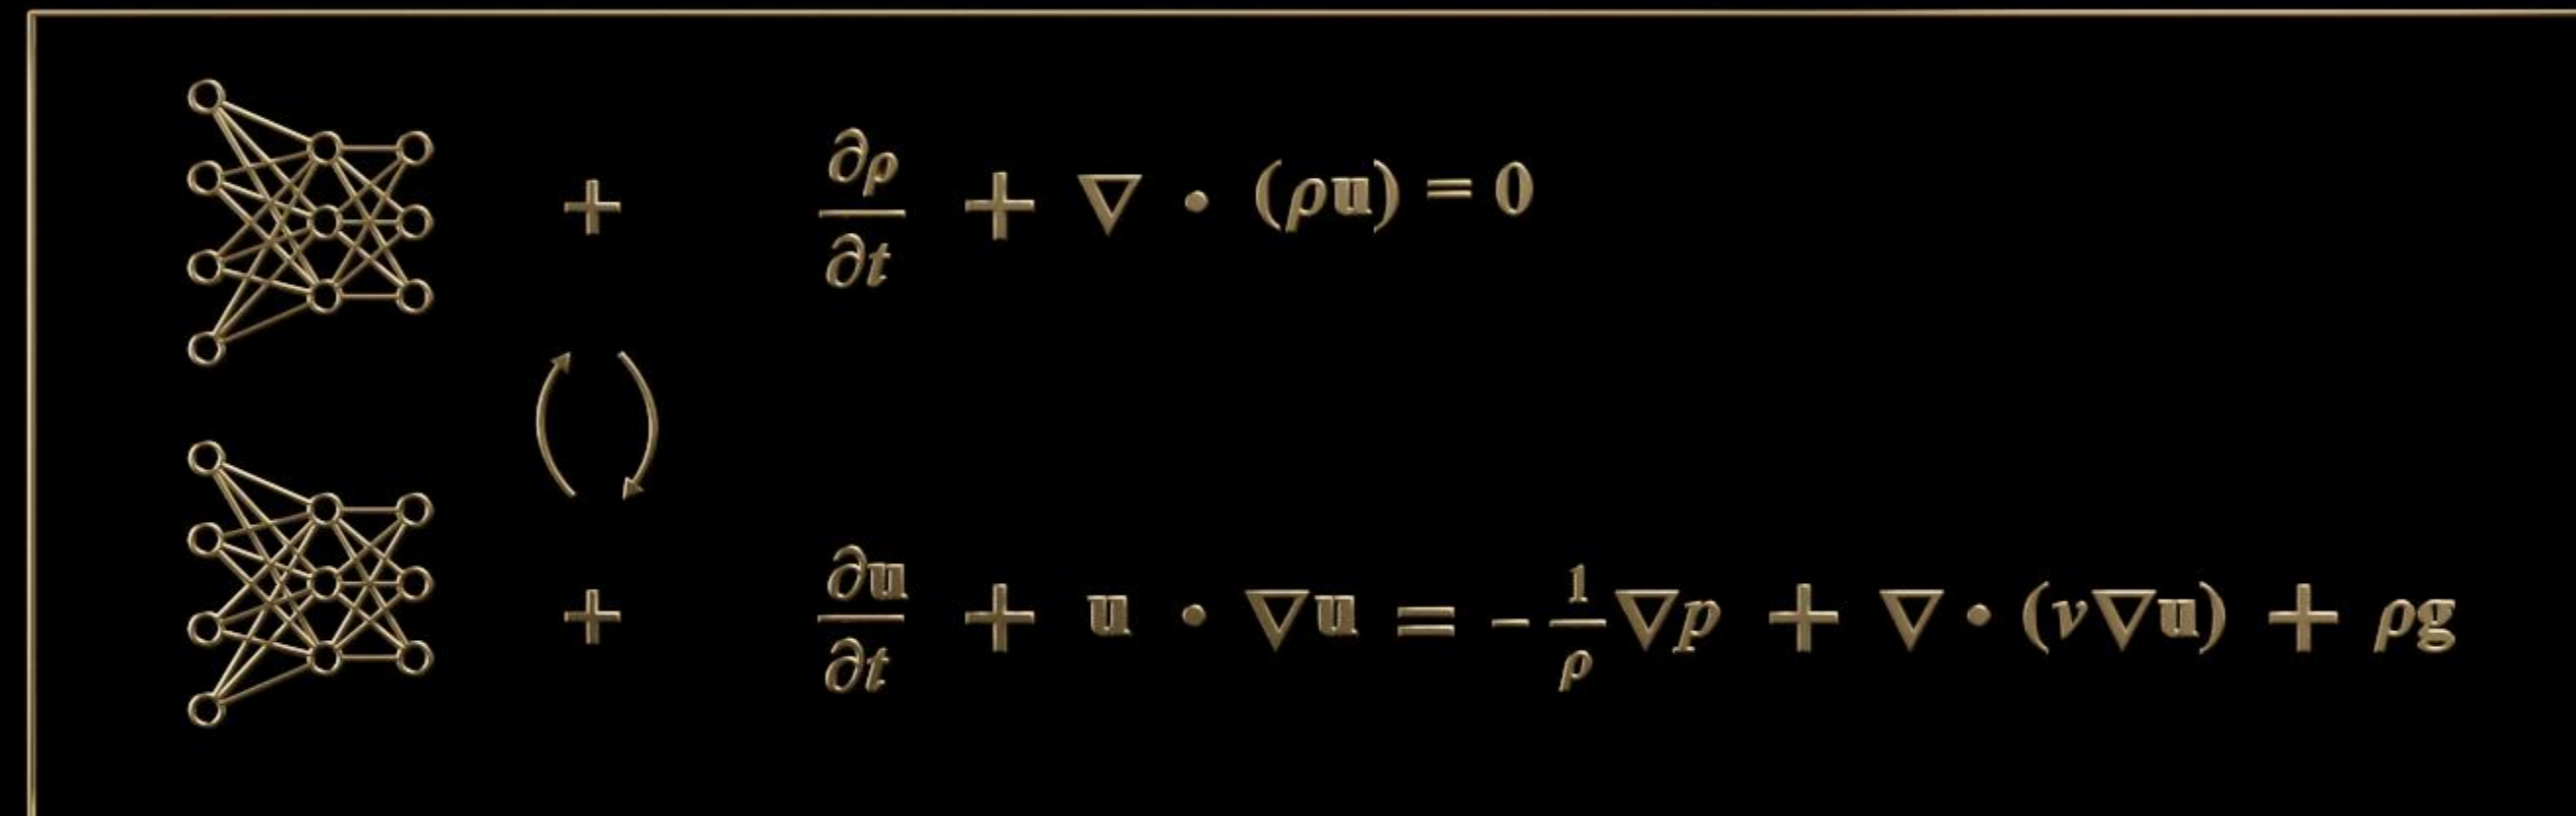 + ∂ρ/∂t + ∇ • (ρu) = 0
+ ∂u/∂t + u • ∇u = - 1/ρ ∇p + ∇ • (ν∇u) + ρg